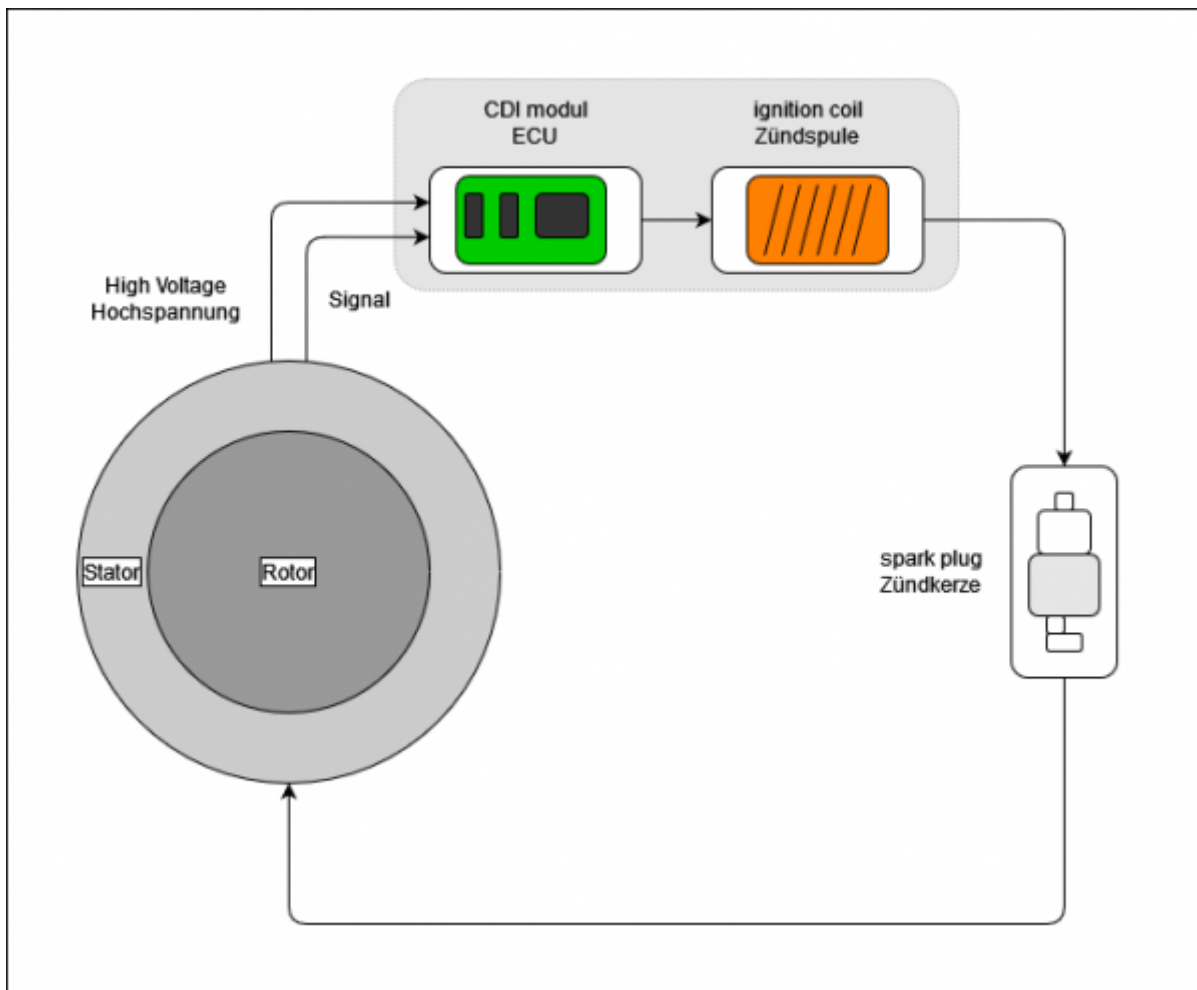 CDI modul
ECU
ignition coil
Zündspule
High Voltage
Hochspannung
Signal
Stator
Rotor
spark plug
Zündkerze